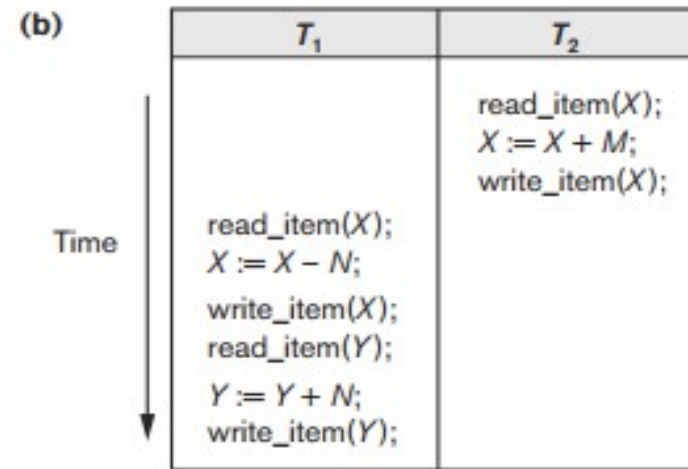 (b)
T1 T2
read_item(X);
X := X + M;
write_item(X);
Time
read_item(X);
X := X – N;
write_item(X);
read_item(Y);
Y := Y + N;
write_item(Y);